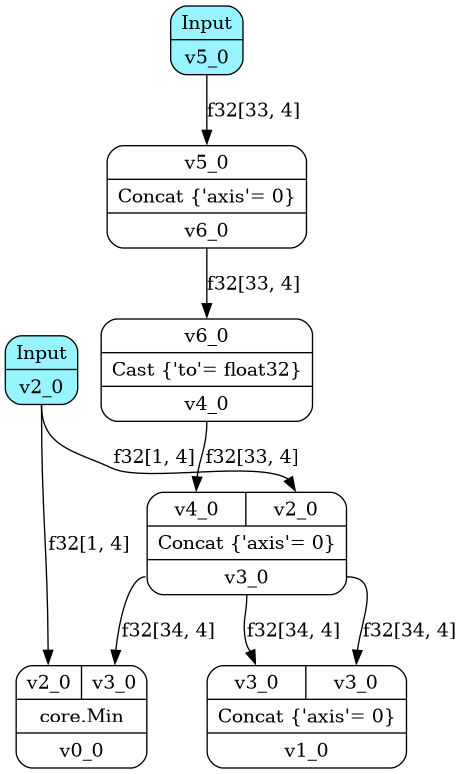 Input
v5_0
f32[33, 4]
v5_0
Concat {'axis'= 0}
v6_0
f32[33, 4]
v6_0
Cast {'to'= float32}
v4_0
Input
v2_0
f32[1, 4]
f32[33, 4]
v4_0 v2_0
Concat {'axis'= 0}
v3_0
f32[1, 4]
f32[34, 4]
f32[34, 4]
f32[34, 4]
v2_0 v3_0
core.Min
v0_0
v3_0 v3_0
Concat {'axis'= 0}
v1_0